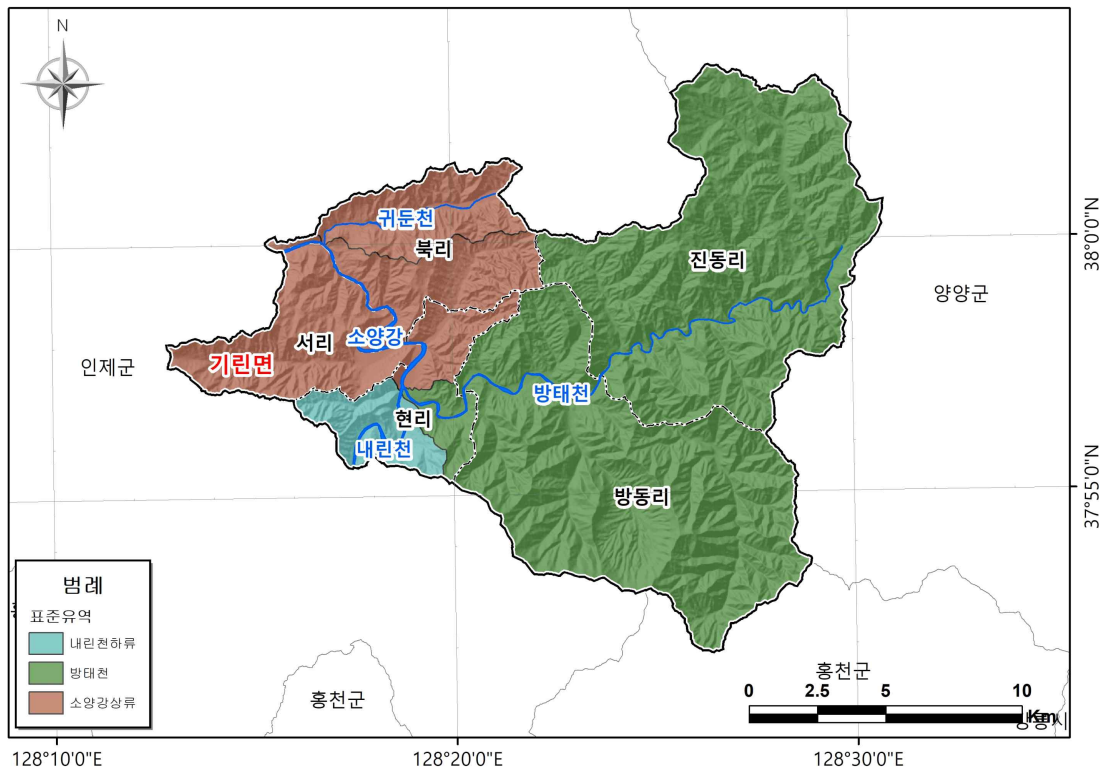 N
귀둔천
북리
진동리
양양군
소양강
서리
기린면
인제군
방태천
현리
내린천
방동리
범례
표준유역
내린천하류
방태천
소양강상류
홍천군
홍천군
0 2.5 5 10
Km
38°0'0"N
37°55'0"N
128°10'0"E
128°20'0"E
128°30'0"E